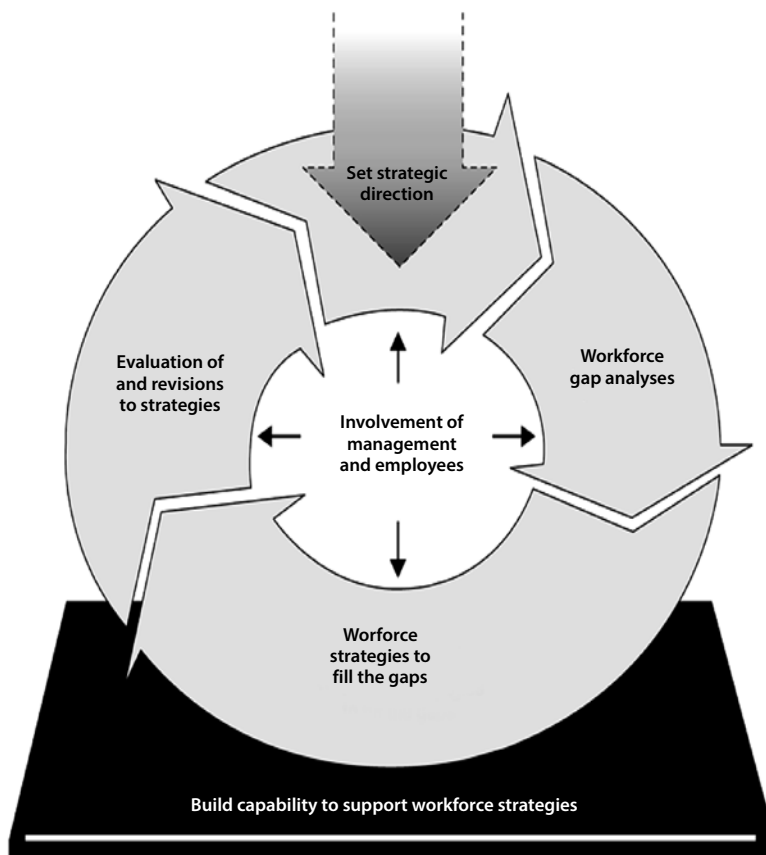 Set strategic
direction
Workforce
gap analyses
Evaluation of
and revisions
to strategies
Involvement of
management
and employees
Worforce
strategies to
fill the gaps
Build capability to support workforce strategies